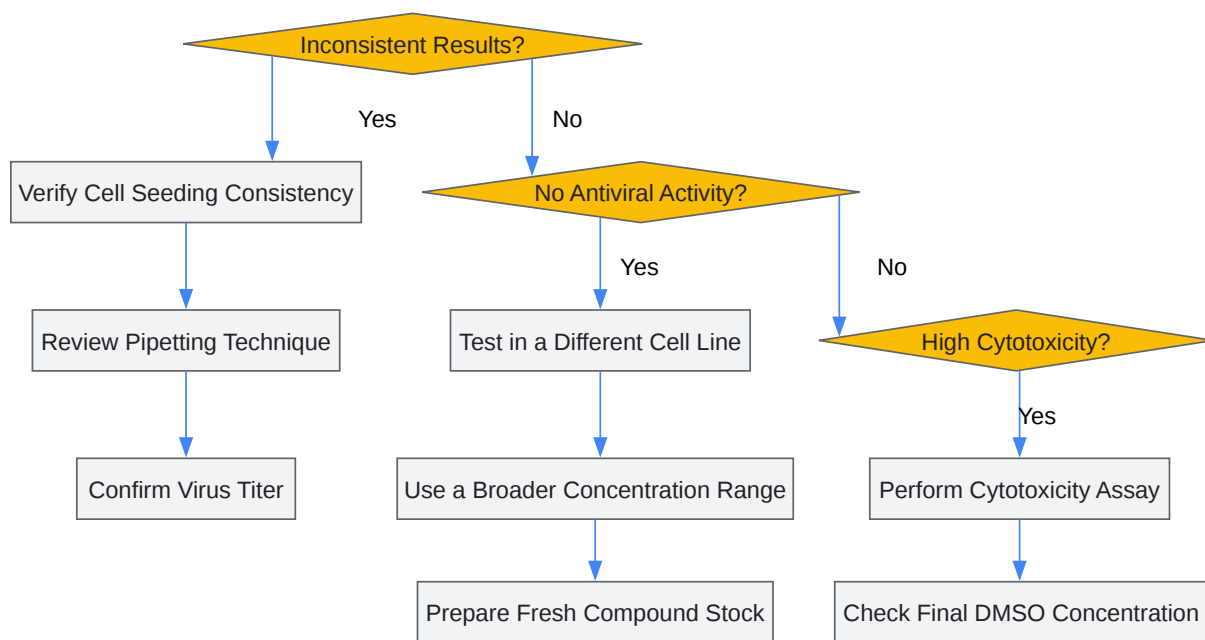 Inconsistent Results?
Yes
No
Verify Cell Seeding Consistency
No Antiviral Activity?
Yes
No
Review Pipetting Technique
Test in a Different Cell Line
High Cytotoxicity?
Yes
Confirm Virus Titer
Use a Broader Concentration Range
Perform Cytotoxicity Assay
Prepare Fresh Compound Stock
Check Final DMSO Concentration